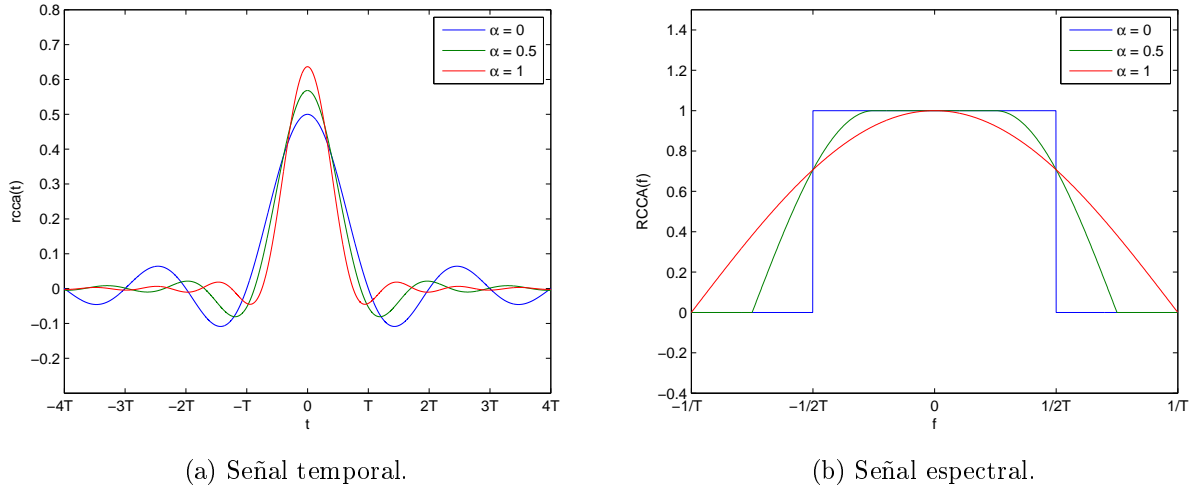 0.8
0.7
0.6
0.5
0.4
0.3
0.2
0.1
0
−0.1
−0.2
rcca(t)
−4T −3T −2T −T 0 T 2T 3T 4T
t
α = 0
α = 0.5
α = 1
(a) Señal temporal.
1.4
1.2
1
0.8
0.6
0.4
0.2
0
−0.2
−0.4
RCCA(f)
−1/T −1/2T 0 1/2T 1/T
f
α = 0
α = 0.5
α = 1
(b) Señal espectral.